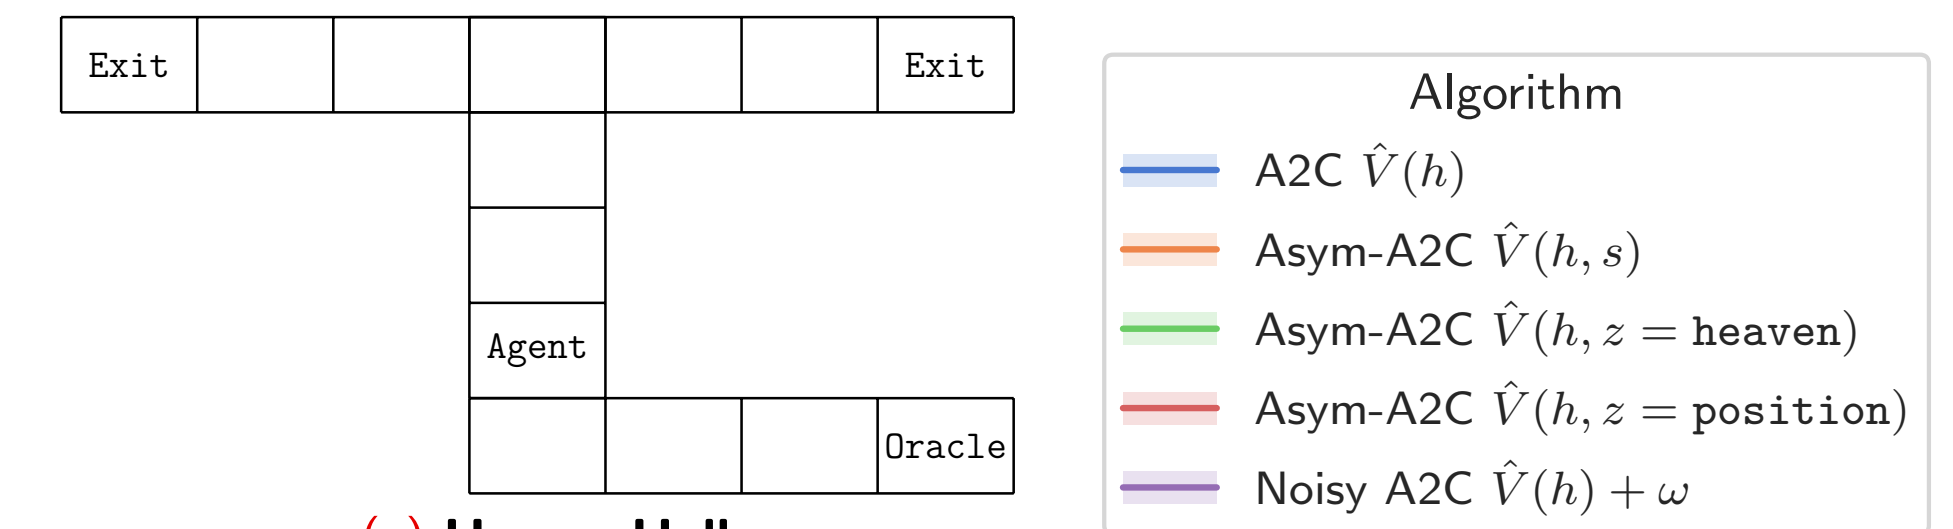 Exit Exit
Agent
Oracle
Algorithm
A2C V̂(h)
Asym-A2C V̂(h, s)
Asym-A2C V̂(h, z = heaven)
Asym-A2C V̂(h, z = position)
Noisy A2C V̂(h) + ω